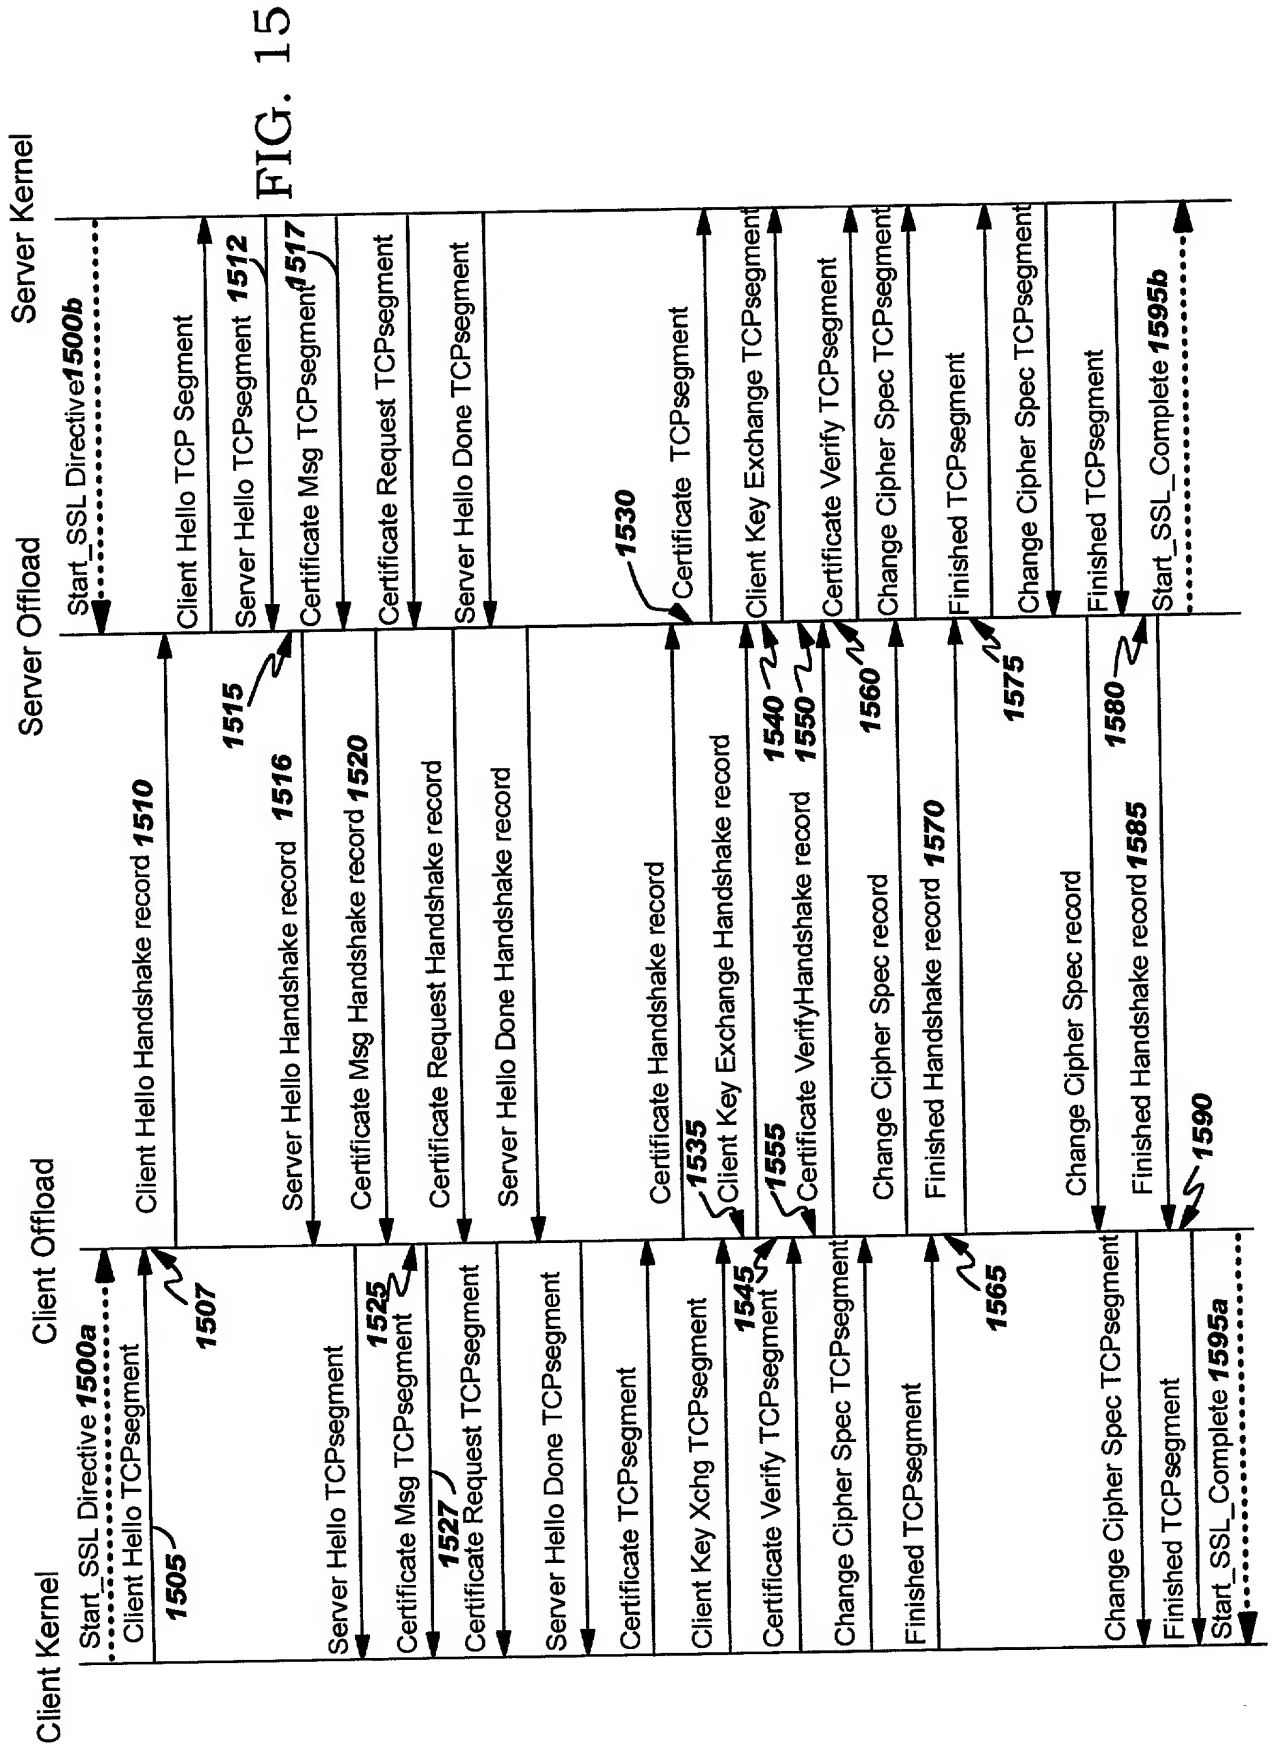 Client Kernel
Client Offload
Server Offload
Server Kernel
Start_SSL Directive 1500a
Start_SSL Directive1500b
Client Hello TCPsegment
1505
1507
Client Hello Handshake record 1510
Client Hello TCP Segment
Server Hello TCPsegment 1512
1515
Server Hello Handshake record 1516
Server Hello TCPsegment
Certificate Msg TCPsegment 1517
Certificate Msg Handshake record 1520
1525
Certificate Msg TCPsegment
1527
Certificate Request TCPsegment
Certificate Request Handshake record
Certificate Request TCPsegment
Server Hello Done TCPsegment
Server Hello Done Handshake record
Server Hello Done TCPsegment
Certificate TCPsegment
Certificate Handshake record
1530
Certificate TCPsegment
Client Key Xchg TCPsegment
1535
Client Key Exchange Handshake record
1540
Client Key Exchange TCPsegment
1545
Certificate Verify TCPsegment
1550
1555
Certificate VerifyHandshake record
1560
Certificate Verify TCPsegment
Change Cipher Spec TCPsegment
Change Cipher Spec record
Change Cipher Spec TCPsegment
Finished TCPsegment
1565
Finished Handshake record 1570
1575
Finished TCPsegment
Change Cipher Spec TCPsegment
Change Cipher Spec record
Change Cipher Spec TCPsegment
Finished TCPsegment
1580
Finished Handshake record1585
1590
Finished TCPsegment
Start_SSL_Complete 1595a
Start_SSL_Complete 1595b
FIG. 15